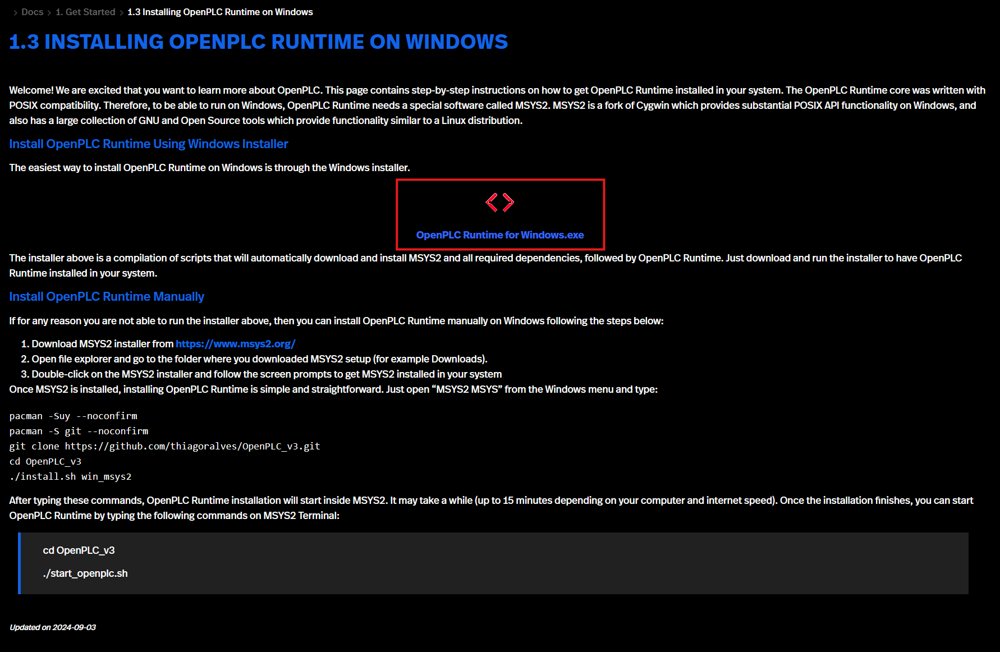 > Docs > 1. Get Started > 1.3 Installing OpenPLC Runtime on Windows
1.3 INSTALLING OPENPLC RUNTIME ON WINDOWS
Welcome! We are excited that you want to learn more about OpenPLC. This page contains step-by-step instructions on how to get OpenPLC Runtime installed in your system. The OpenPLC Runtime core was written with
POSIX compatibility. Therefore, to be able to run on Windows, OpenPLC Runtime needs a special software called MSYS2. MSYS2 is a fork of Cygwin which provides substantial POSIX API functionality on Windows, and
also has a large collection of GNU and Open Source tools which provide functionality similar to a Linux distribution.
Install OpenPLC Runtime Using Windows Installer
The easiest way to install OpenPLC Runtime on Windows is through the Windows installer.
OpenPLC Runtime for Windows.exe
The installer above is a compilation of scripts that will automatically download and install MSYS2 and all required dependencies, followed by OpenPLC Runtime. Just download and run the installer to have OpenPLC
Runtime installed in your system.
Install OpenPLC Runtime Manually
If for any reason you are not able to run the installer above, then you can install OpenPLC Runtime manually on Windows following the steps below:
1. Download MSYS2 installer from https://www.msys2.org/
2. Open file explorer and go to the folder where you downloaded MSYS2 setup (for example Downloads).
3. Double-click on the MSYS2 installer and follow the screen prompts to get MSYS2 installed in your system
Once MSYS2 is installed, installing OpenPLC Runtime is simple and straightforward. Just open “MSYS2 MSYS” from the Windows menu and type:
pacman -Suy --noconfirm
pacman -S git --noconfirm
git clone https://github.com/thiagoralves/OpenPLC_v3.git
cd OpenPLC_v3
./install.sh win_msys2
After typing these commands, OpenPLC Runtime installation will start inside MSYS2. It may take a while (up to 15 minutes depending on your computer and internet speed). Once the installation finishes, you can start
OpenPLC Runtime by typing the following commands on MSYS2 Terminal:
cd OpenPLC_v3
./start_openplc.sh
Updated on 2024-09-03